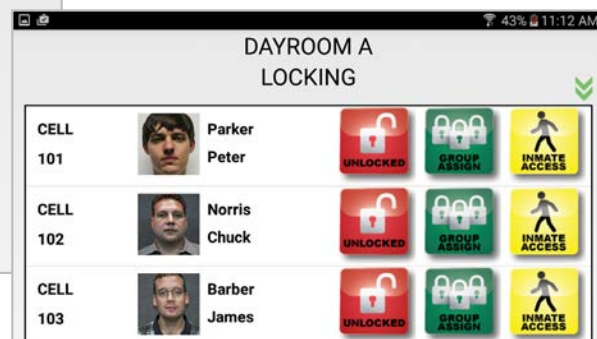 43% 11:12 AM
DAYROOM A
LOCKING
CELL
101
Parker
Peter
UNLOCKED
GROUP
ASSIGN
INMATE
ACCESS
CELL
102
Norris
Chuck
UNLOCKED
GROUP
ASSIGN
INMATE
ACCESS
CELL
103
Barber
James
UNLOCKED
GROUP
ASSIGN
INMATE
ACCESS